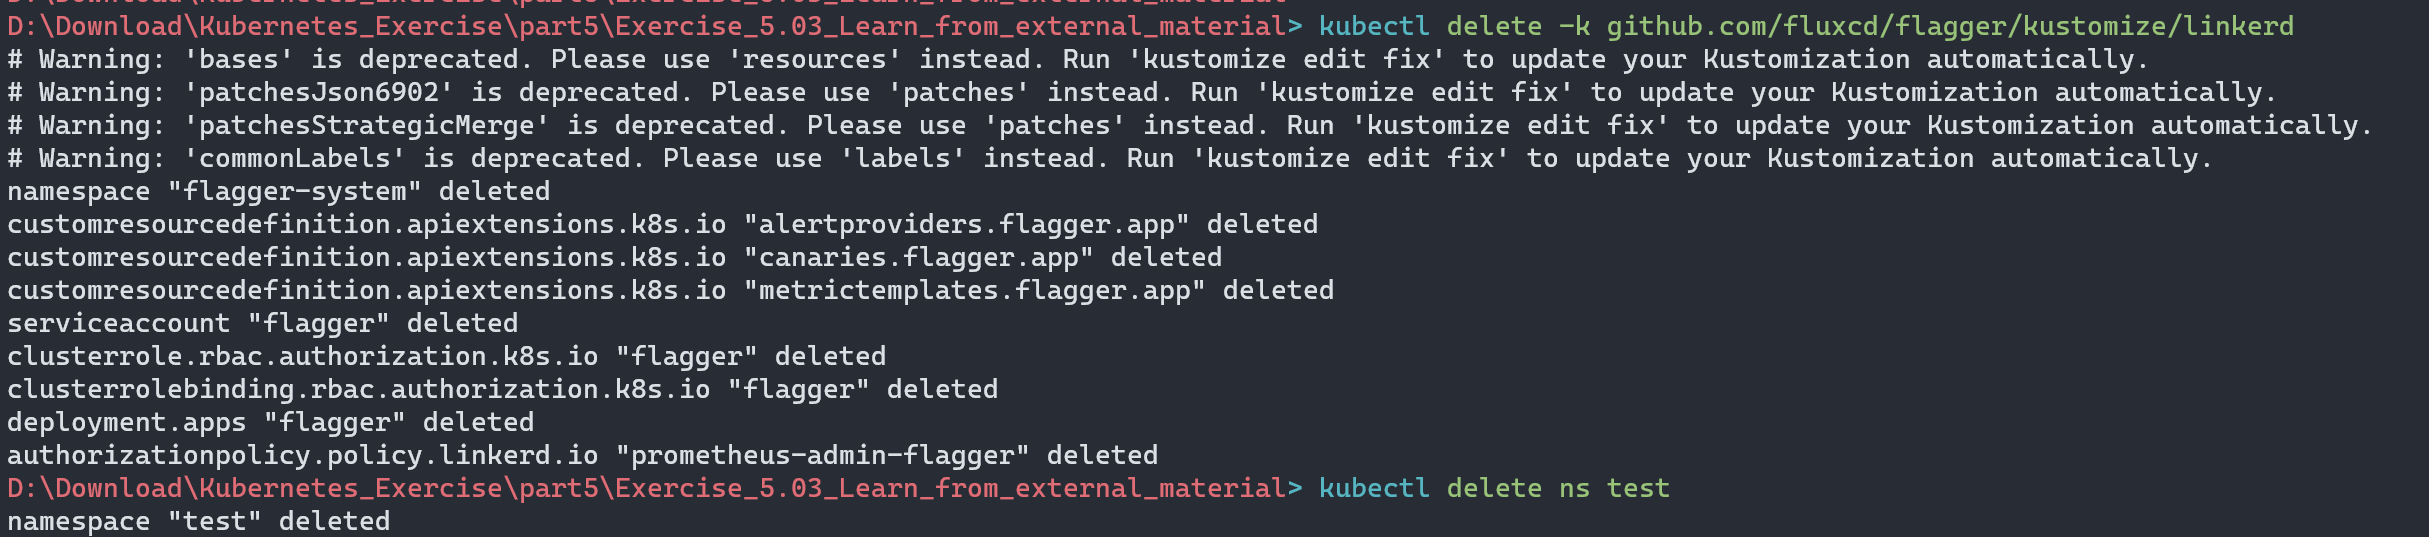 D:\Download\Kubernetes_Exercise\part5\Exercise_5.03_Learn_from_external_material> kubectl delete -k github.com/fluxcd/flagger/kustomize/linkerd
# Warning: 'bases' is deprecated. Please use 'resources' instead. Run 'kustomize edit fix' to update your Kustomization automatically.
# Warning: 'patchesJson6902' is deprecated. Please use 'patches' instead. Run 'kustomize edit fix' to update your Kustomization automatically.
# Warning: 'patchesStrategicMerge' is deprecated. Please use 'patches' instead. Run 'kustomize edit fix' to update your Kustomization automatically.
# Warning: 'commonLabels' is deprecated. Please use 'labels' instead. Run 'kustomize edit fix' to update your Kustomization automatically.
namespace "flagger-system" deleted
customresourcedefinition.apiextensions.k8s.io "alertproviders.flagger.app" deleted
customresourcedefinition.apiextensions.k8s.io "canaries.flagger.app" deleted
customresourcedefinition.apiextensions.k8s.io "metrictemplates.flagger.app" deleted
serviceaccount "flagger" deleted
clusterrole.rbac.authorization.k8s.io "flagger" deleted
clusterrolebinding.rbac.authorization.k8s.io "flagger" deleted
deployment.apps "flagger" deleted
authorizationpolicy.policy.linkerd.io "prometheus-admin-flagger" deleted
D:\Download\Kubernetes_Exercise\part5\Exercise_5.03_Learn_from_external_material> kubectl delete ns test
namespace "test" deleted